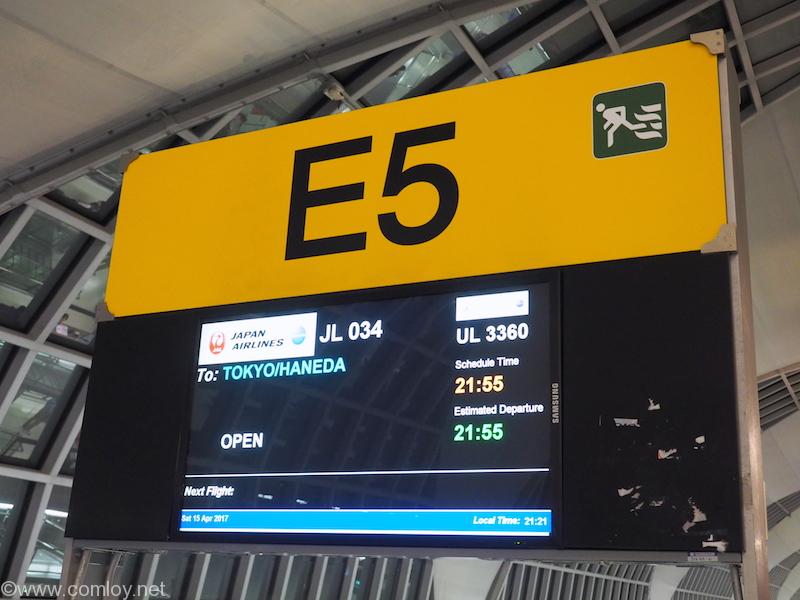 E5
JAPAN AIRLINES JL 034
UL 3360
To: TOKYO/HANEDA
Schedule Time
21:55
Estimated Departure
21:55
OPEN
SAMSUNG
Next Flight:
Sat 15 Apr 2017
Local Time: 21:21
©www.comloy.net